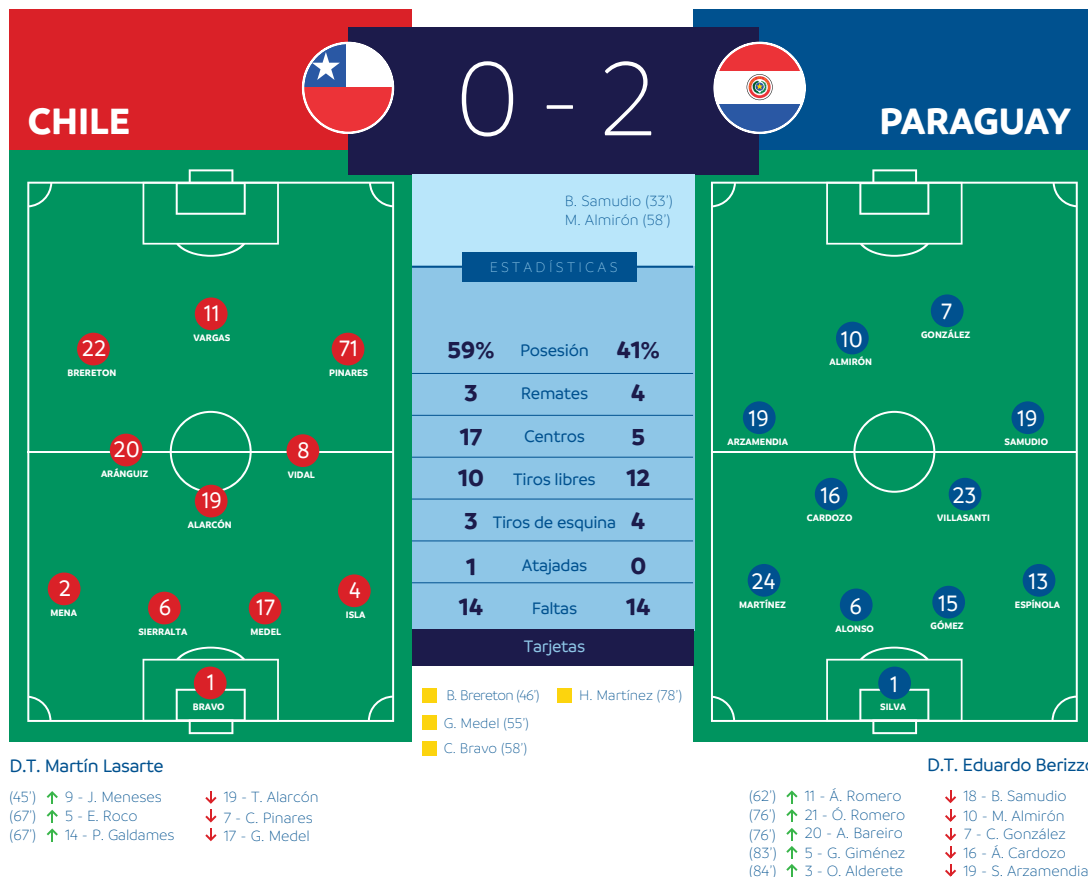 CHILE
0 - 2
PARAGUAY
B. Samudio (33')
M. Almirón (58')
ESTADÍSTICAS
59% Posesión 41%
3 Remates 4
17 Centros 5
10 Tiros libres 12
3 Tiros de esquina 4
1 Atajadas 0
14 Faltas 14
Tarjetas
B. Brereton (46') H. Martínez (78')
G. Medel (55')
C. Bravo (58')
11
VARGAS
22
BRERETON
71
PINARES
20
ARÁNGUIZ
8
VIDAL
19
ALARCÓN
2
MENA
6
SIERRALTA
17
MEDEL
4
ISLA
1
BRAVO
7
GONZÁLEZ
10
ALMIRÓN
19
ARZAMENDIA
19
SAMUDIO
16
CARDOZO
23
VILLASANTI
24
MARTÍNEZ
6
ALONSO
15
GÓMEZ
13
ESPÍNOLA
1
SILVA
D.T. Martín Lasarte
(45') ↑ 9 - J. Meneses ↓ 19 - T. Alarcón
(67') ↑ 5 - E. Roco ↓ 7 - C. Pinares
(67') ↑ 14 - P. Galdames ↓ 17 - G. Medel
D.T. Eduardo Berizzo
(62') ↑ 11 - Á. Romero ↓ 18 - B. Samudio
(76') ↑ 21 - Ó. Romero ↓ 10 - M. Almirón
(76') ↑ 20 - A. Bareiro ↓ 7 - C. González
(83') ↑ 5 - G. Giménez ↓ 16 - Á. Cardozo
(84') ↑ 3 - O. Alderete ↓ 19 - S. Arzamendia